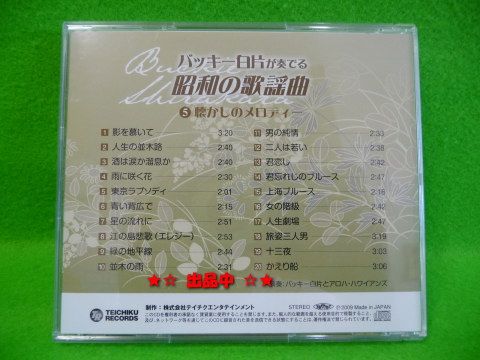 バッキー白片が奏でる
Buckie Shirakata
昭和の歌謡曲
⑤ 懐かしのメロディー
1 影を慕いて 3:20
2 人生の並木路 2:40
3 酒は涙か溜息か 2:40
4 雨に咲く花 2:30
5 東京ラプソディ 2:01
6 青い背広で 2:15
7 星の流れに 2:51
8 江の島悲歌(エレジー) 2:53
9 緑の地平線 2:44
10 並木の雨 2:31
11 男の純情 2:33
12 二人は若い 2:38
13 君恋し 2:42
14 君忘れじのブルース 2:47
15 上海ブルース 2:18
16 女の階級 2:42
17 人生劇場 2:47
18 旅姿三人男
19 十三夜 3:03
20 かえり船 3:06
★☆ 出品中 ☆★
演奏:バッキー白片とアロハ・ハワイアンズ
TEICHIKU RECORDS
制作:株式会社テイチクエンタテインメント
STEREO
Ⓟ2009 Made in JAPAN